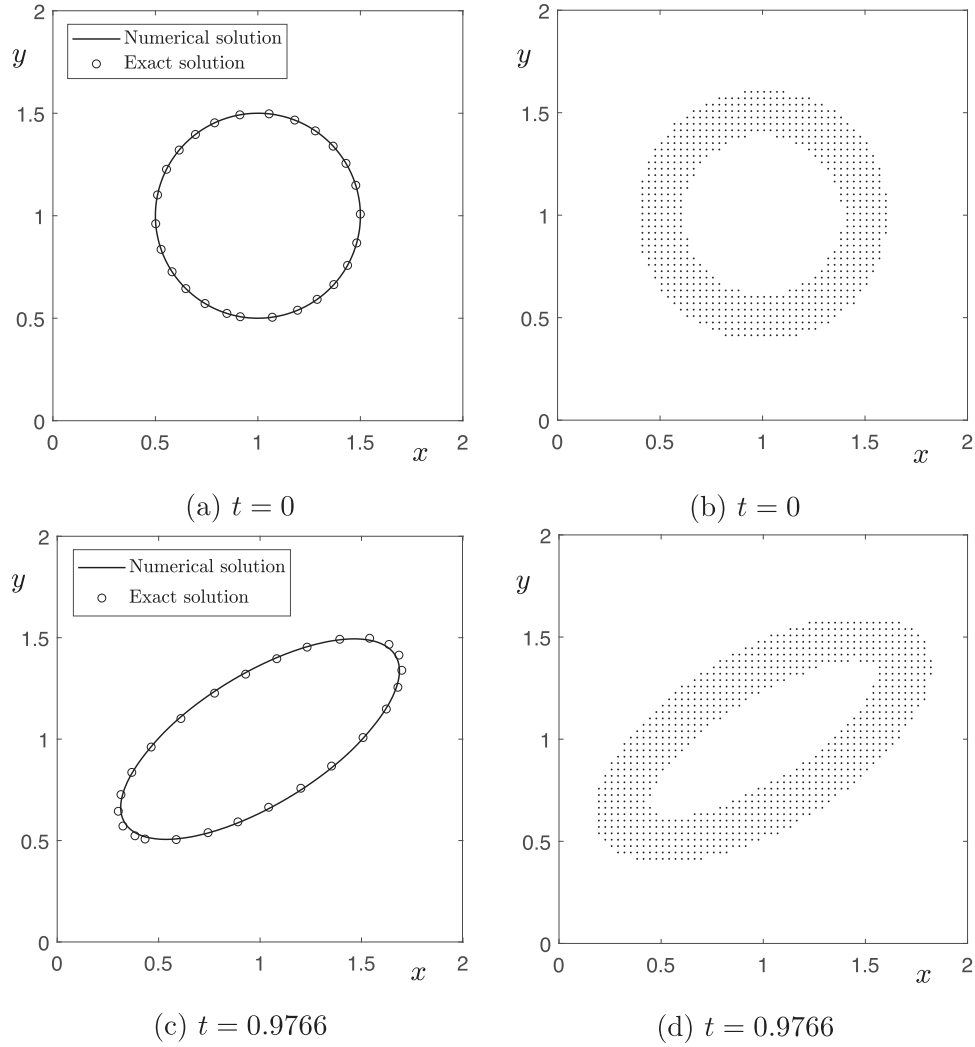 2
y
Numerical solution
Exact solution
1.5
1
0.5
0
0 0.5 1 1.5 2
x
(a) t = 0
2
y
1.5
1
0.5
0
0 0.5 1 1.5 2
x
(b) t = 0
2
y
Numerical solution
Exact solution
1.5
1
0.5
0
0 0.5 1 1.5 2
x
(c) t = 0.9766
2
y
1.5
1
0.5
0
0 0.5 1 1.5 2
x
(d) t = 0.9766